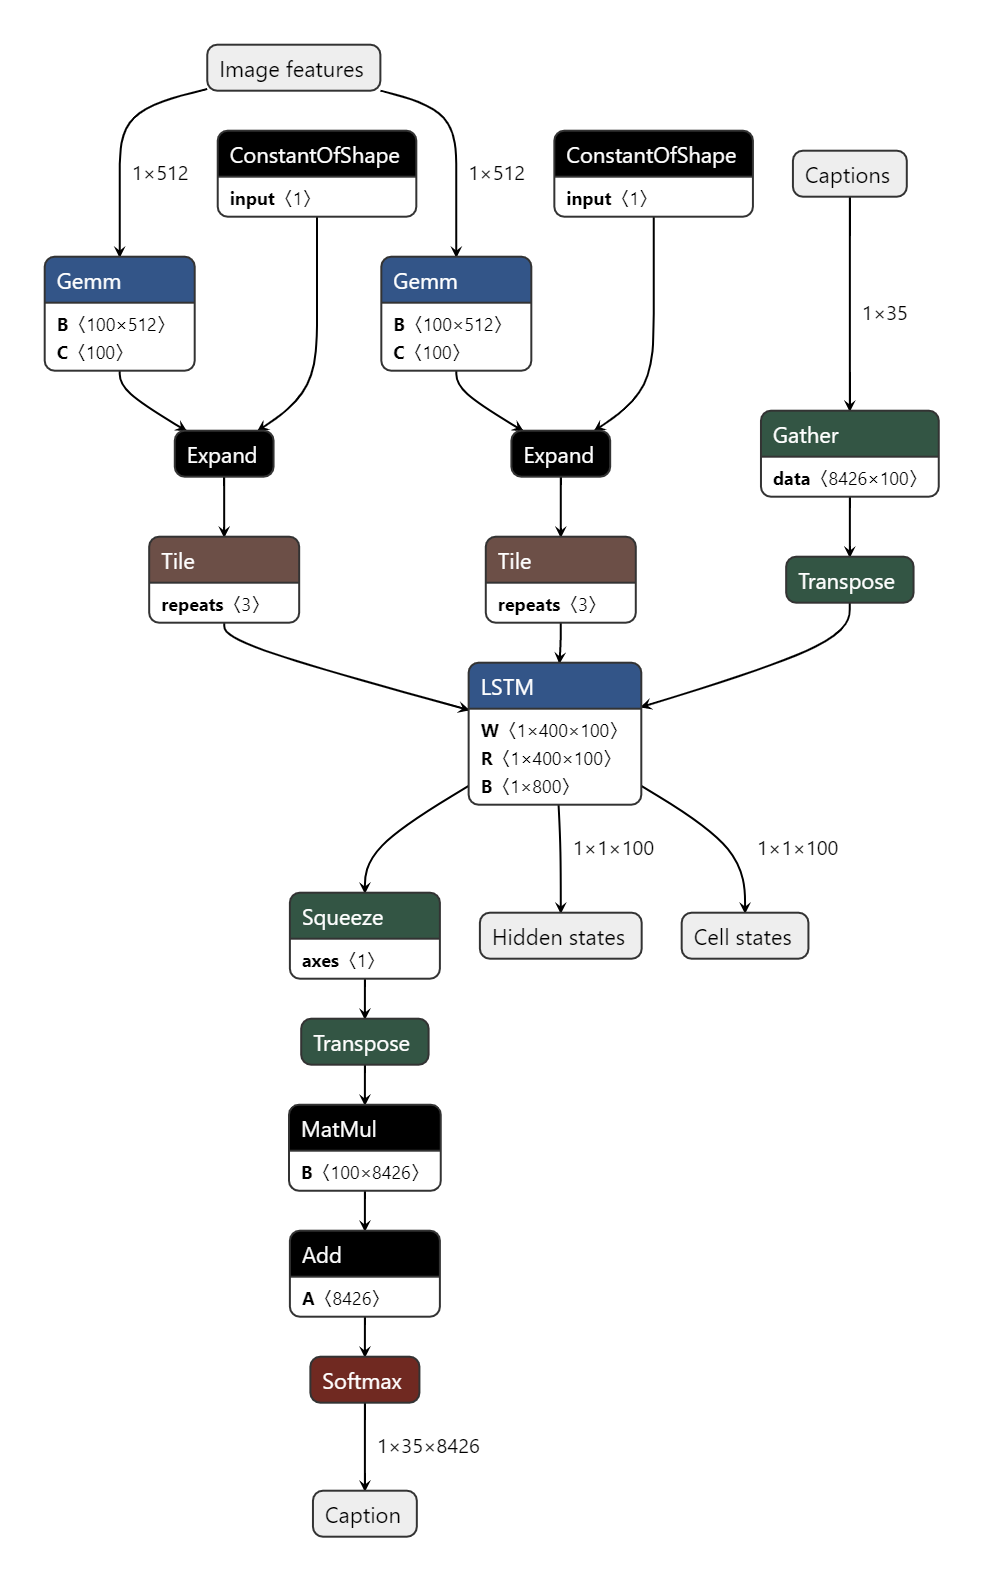 Image features
1×512
ConstantOfShape
input 〈1〉
1×512
ConstantOfShape
input 〈1〉
Captions
Gemm
B 〈100×512〉
C 〈100〉
Gemm
B 〈100×512〉
C 〈100〉
1×35
Expand
Expand
Gather
data 〈8426×100〉
Tile
repeats 〈3〉
Tile
repeats 〈3〉
Transpose
LSTM
W 〈1×400×100〉
R 〈1×400×100〉
B 〈1×800〉
1×1×100
1×1×100
Squeeze
axes 〈1〉
Hidden states
Cell states
Transpose
MatMul
B 〈100×8426〉
Add
A 〈8426〉
Softmax
1×35×8426
Caption